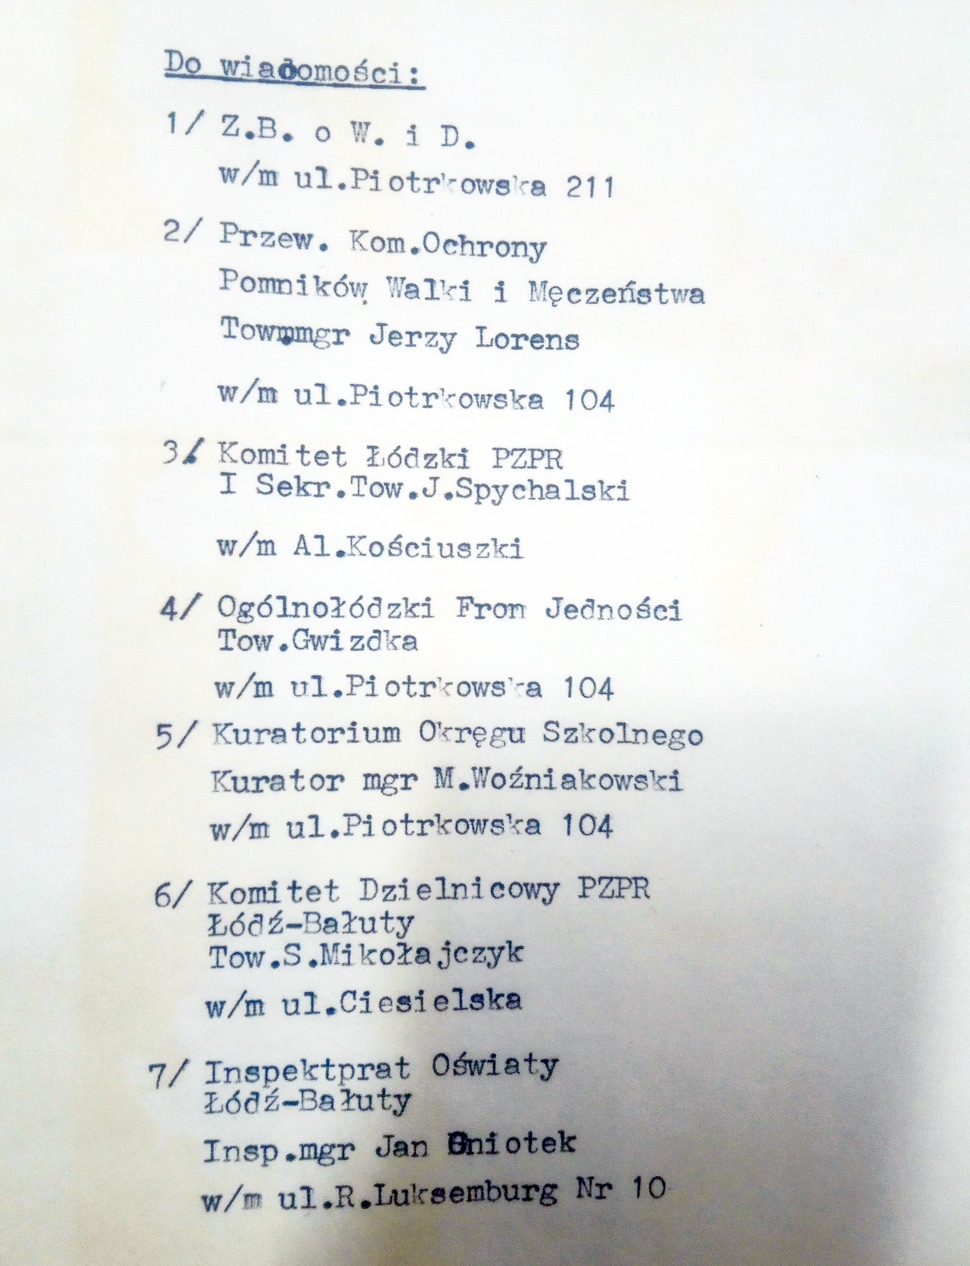 Do wiadomości:
1/ Z.B. o W. i D.
w/m ul.Piotrkowska 211
2/ Przew. Kom.Ochrony
Pomników Walki i Męczeństwa
Tow.mgr Jerzy Lorens
w/m ul.Piotrkowska 104
3/ Komitet Łódzki PZPR
I Sekr.Tow.J.Spychalski
w/m Al.Kościuszki
4/ Ogólnołódzki Fron Jedności
Tow.Gwizdka
w/m ul.Piotrkowska 104
5/ Kuratorium Okręgu Szkolnego
Kurator mgr M.Woźniakowski
w/m ul.Piotrkowska 104
6/ Komitet Dzielnicowy PZPR
Łódź-Bałuty
Tow.S.Mikołajczyk
w/m ul.Ciesielska
7/ Inspektprat Oświaty
Łódź-Bałuty
Insp.mgr Jan
w/m ul.R.Luksemburg Nr 10